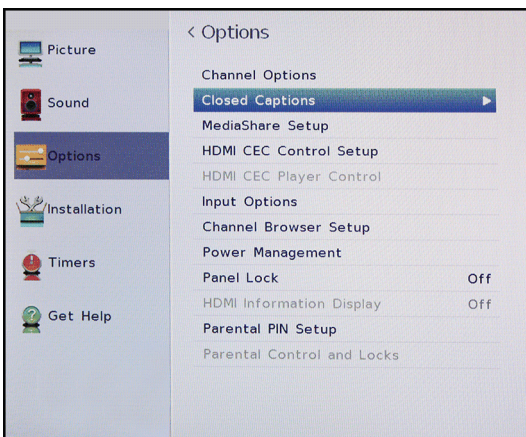 Picture
Sound
Options
Installation
Timers
Get Help
< Options
Channel Options
Closed Captions
MediaShare Setup
HDMI CEC Control Setup
HDMI CEC Player Control
Input Options
Channel Browser Setup
Power Management
Panel Lock Off
HDMI Information Display Off
Parental PIN Setup
Parental Control and Locks